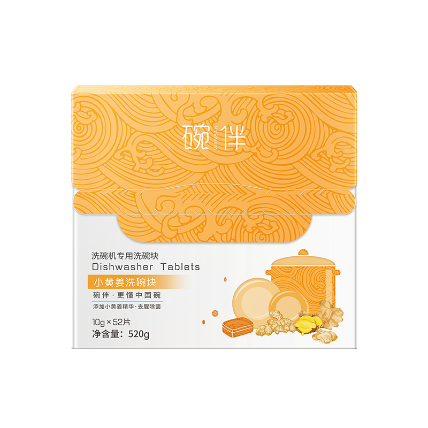 碗伴
洗碗机专用洗碗块
Dishwasher Tablets
小黄姜洗碗块
碗伴·更懂中国碗
添加小黄姜精华·去腥除菌
10g×52片
净含量：520g